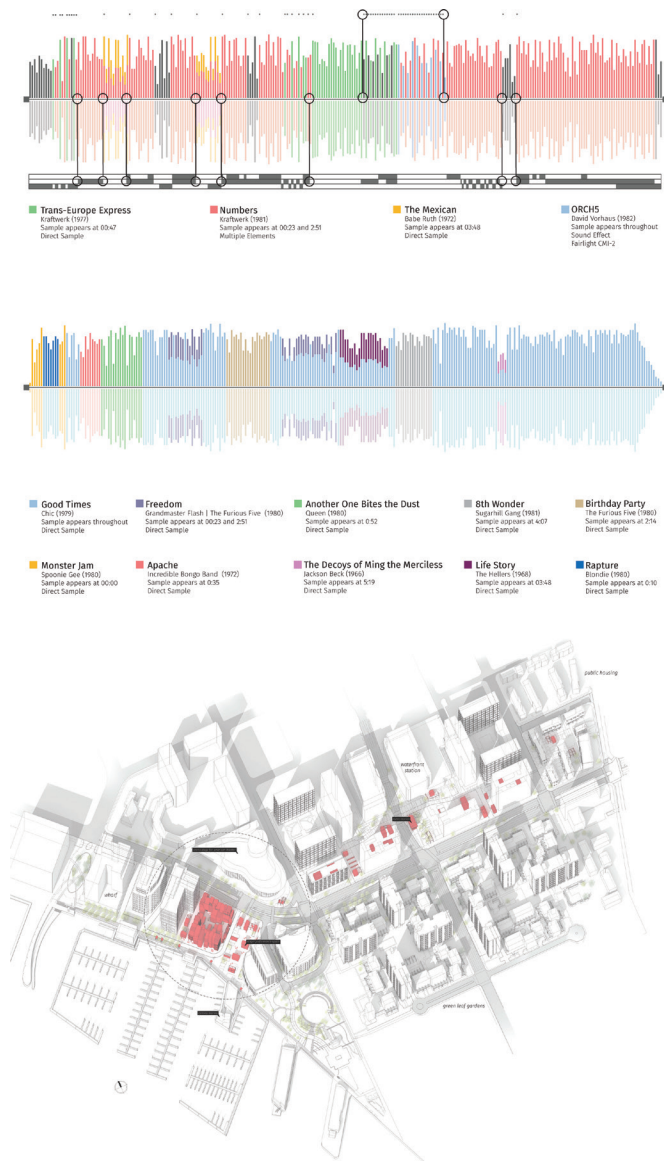 Trans-Europe Express
Kraftwerk (1977)
Sample appears at 00:47
Direct Sample
Numbers
Kraftwerk (1981)
Sample appears at 00:23 and 2:51
Multiple Elements
The Mexican
Babe Ruth (1972)
Sample appears at 03:48
Direct Sample
ORCH5
David Vorhaus (1982)
Sample appears throughout
Sound Effect
Fairlight CMI-2
Good Times
Chic (1979)
Sample appears throughout
Direct Sample
Freedom
Grandmaster Flash | The Furious Five (1980)
Sample appears at 00:23 and 2:51
Direct Sample
Another One Bites the Dust
Queen (1980)
Sample appears at 0:52
Direct Sample
8th Wonder
Sugarhill Gang (1981)
Sample appears at 4:07
Direct Sample
Birthday Party
The Furious Five (1980)
Sample appears at 2:14
Direct Sample
Monster Jam
Spoonie Gee (1980)
Sample appears at 00:00
Direct Sample
Apache
Incredible Bongo Band (1972)
Sample appears at 0:35
Direct Sample
The Decoys of Ming the Merciless
Jackson Beck (1966)
Sample appears at 5:19
Direct Sample
Life Story
The Hellers (1968)
Sample appears at 03:48
Direct Sample
Rapture
Blondie (1980)
Sample appears at 0:10
Direct Sample
public housing
waterfront
station
wharf
green leaf gardens